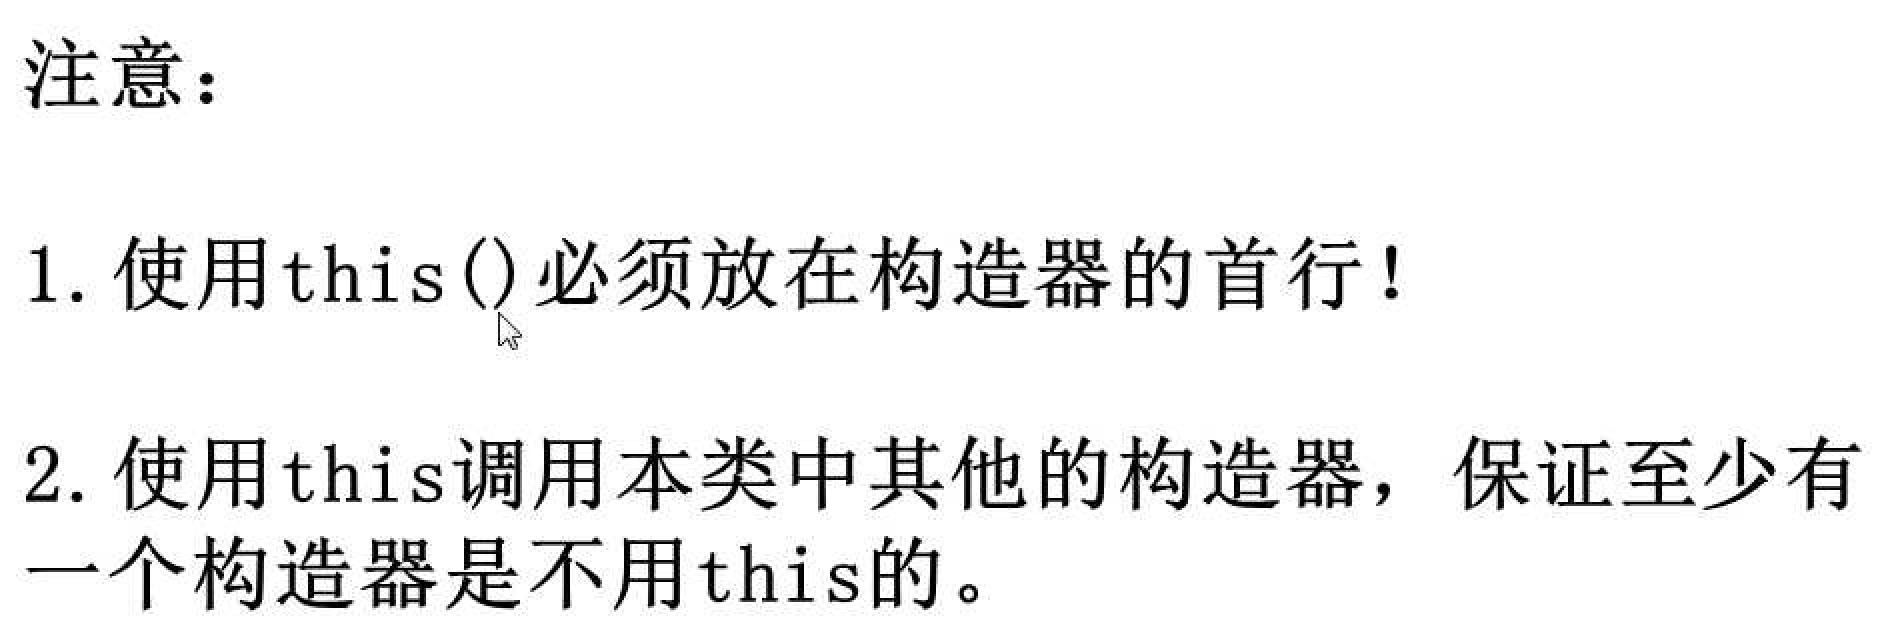 注意：
1. 使用this()必须放在构造器的首行！
2. 使用this调用本类中其他的构造器，保证至少有
一个构造器是不用this的。